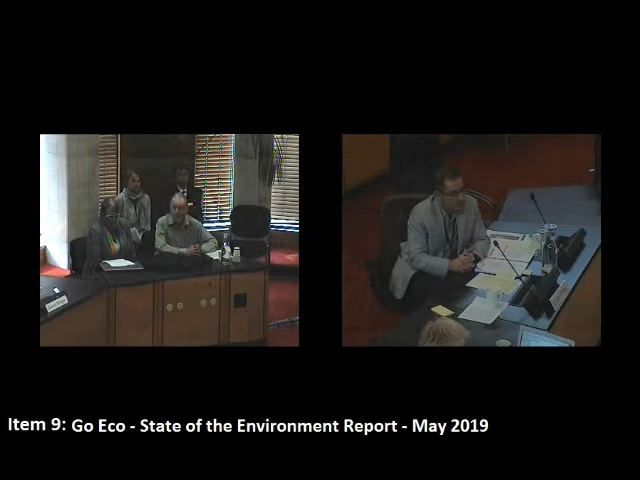 Item 9: Go Eco - State of the Environment Report - May 2019